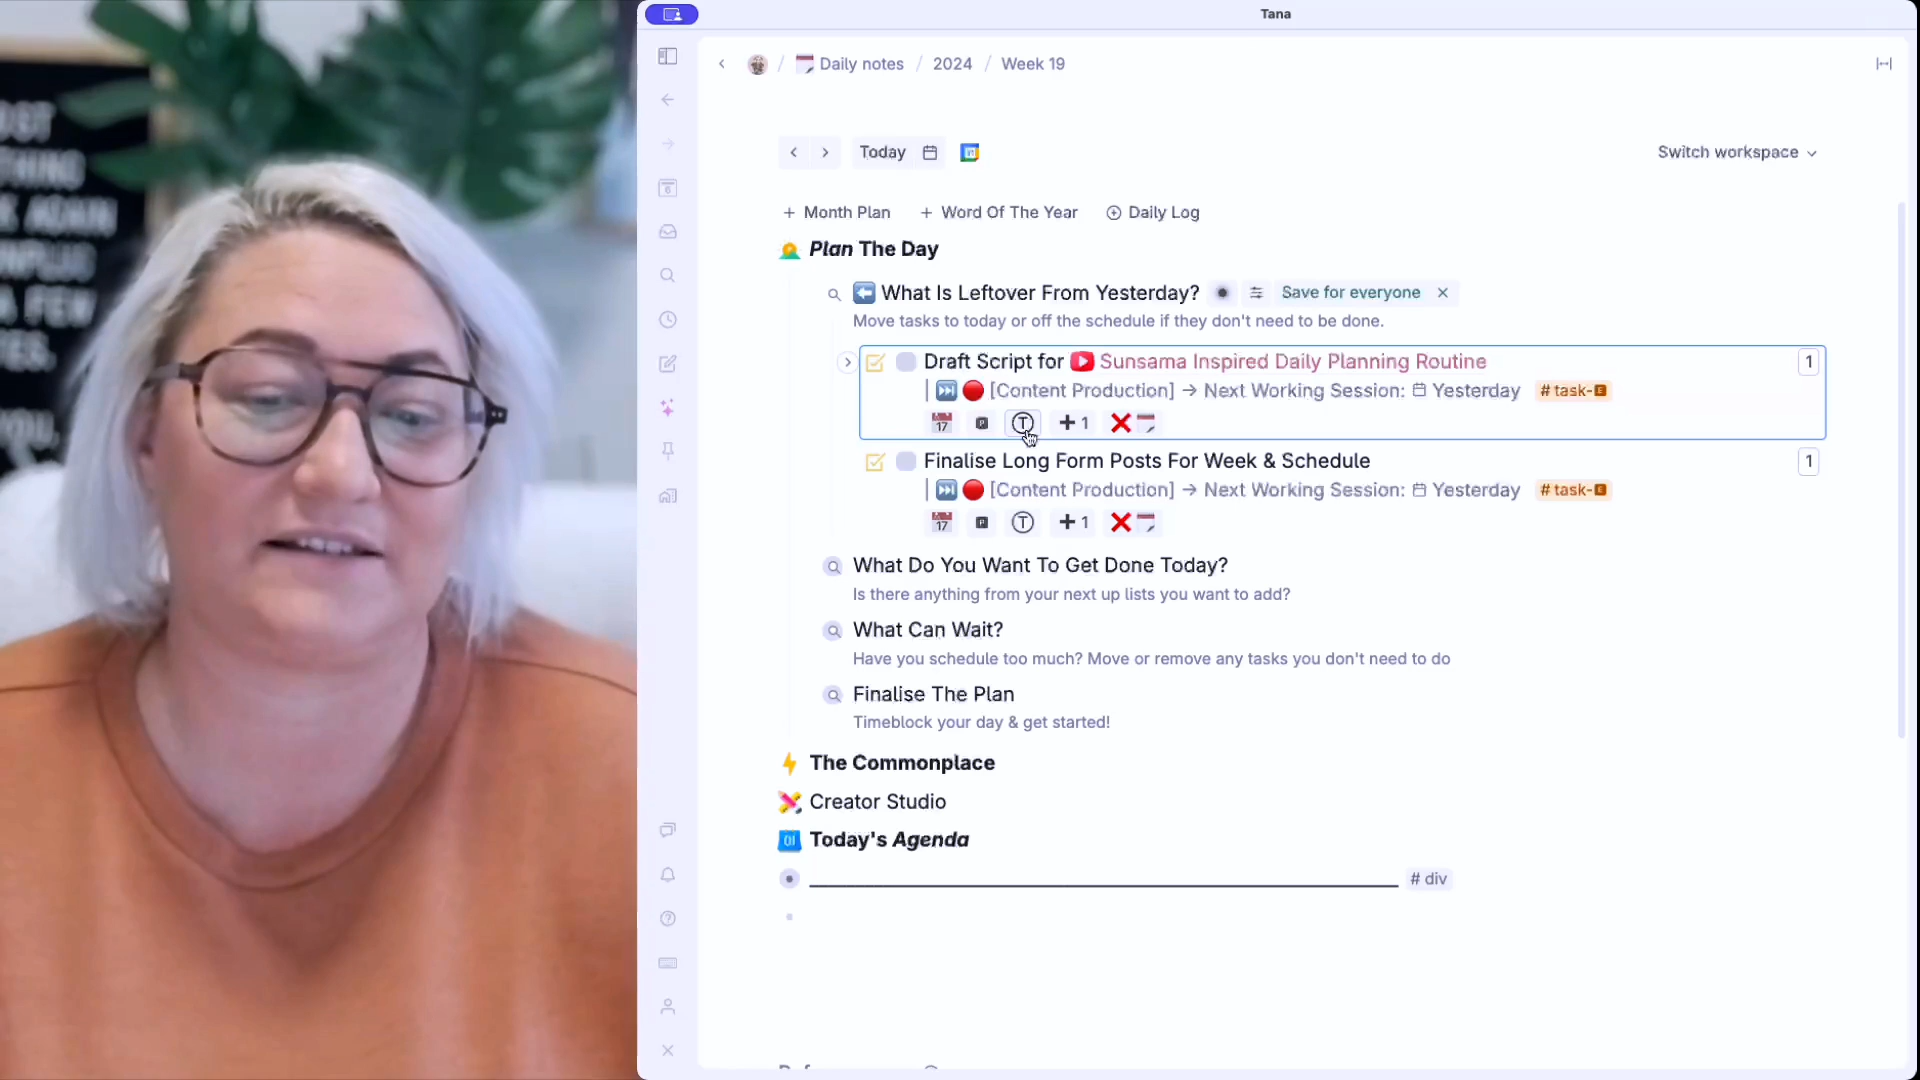 Tana
Daily notes / 2024 / Week 19
Today
Switch workspace
+ Month Plan + Word Of The Year Daily Log
Plan The Day
What Is Leftover From Yesterday? Save for everyone
Move tasks to today or off the schedule if they don't need to be done.
Draft Script for Sunsama Inspired Daily Planning Routine 1
[Content Production] → Next Working Session: Yesterday # task-
17 P T + 1
Finalise Long Form Posts For Week & Schedule 1
[Content Production] → Next Working Session: Yesterday # task-
17 P T + 1
What Do You Want To Get Done Today?
Is there anything from your next up lists you want to add?
What Can Wait?
Have you schedule too much? Move or remove any tasks you don't need to do
Finalise The Plan
Timeblock your day & get started!
The Commonplace
Creator Studio
Today's Agenda
# div
THING
AGAIN
A FEW
YOU,